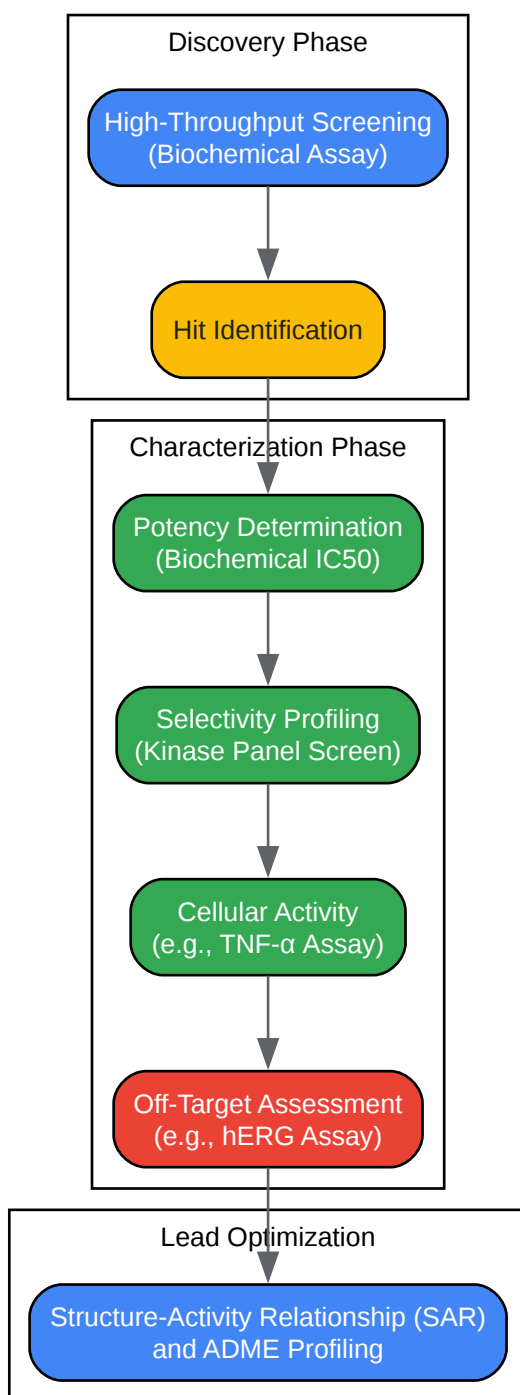 Discovery Phase
High-Throughput Screening
(Biochemical Assay)
Hit Identification
Characterization Phase
Potency Determination
(Biochemical IC50)
Selectivity Profiling
(Kinase Panel Screen)
Cellular Activity
(e.g., TNF-α Assay)
Off-Target Assessment
(e.g., hERG Assay)
Lead Optimization
Structure-Activity Relationship (SAR)
and ADME Profiling